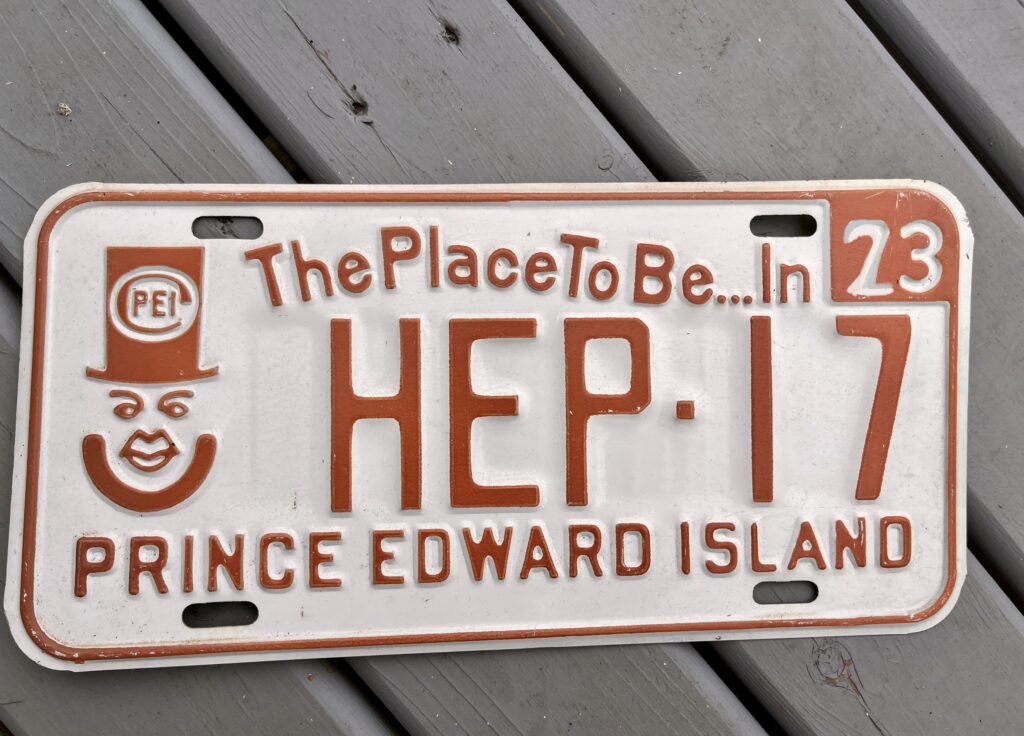 The Place To Be...In
23
PEI
HEP·17
PRINCE EDWARD ISLAND